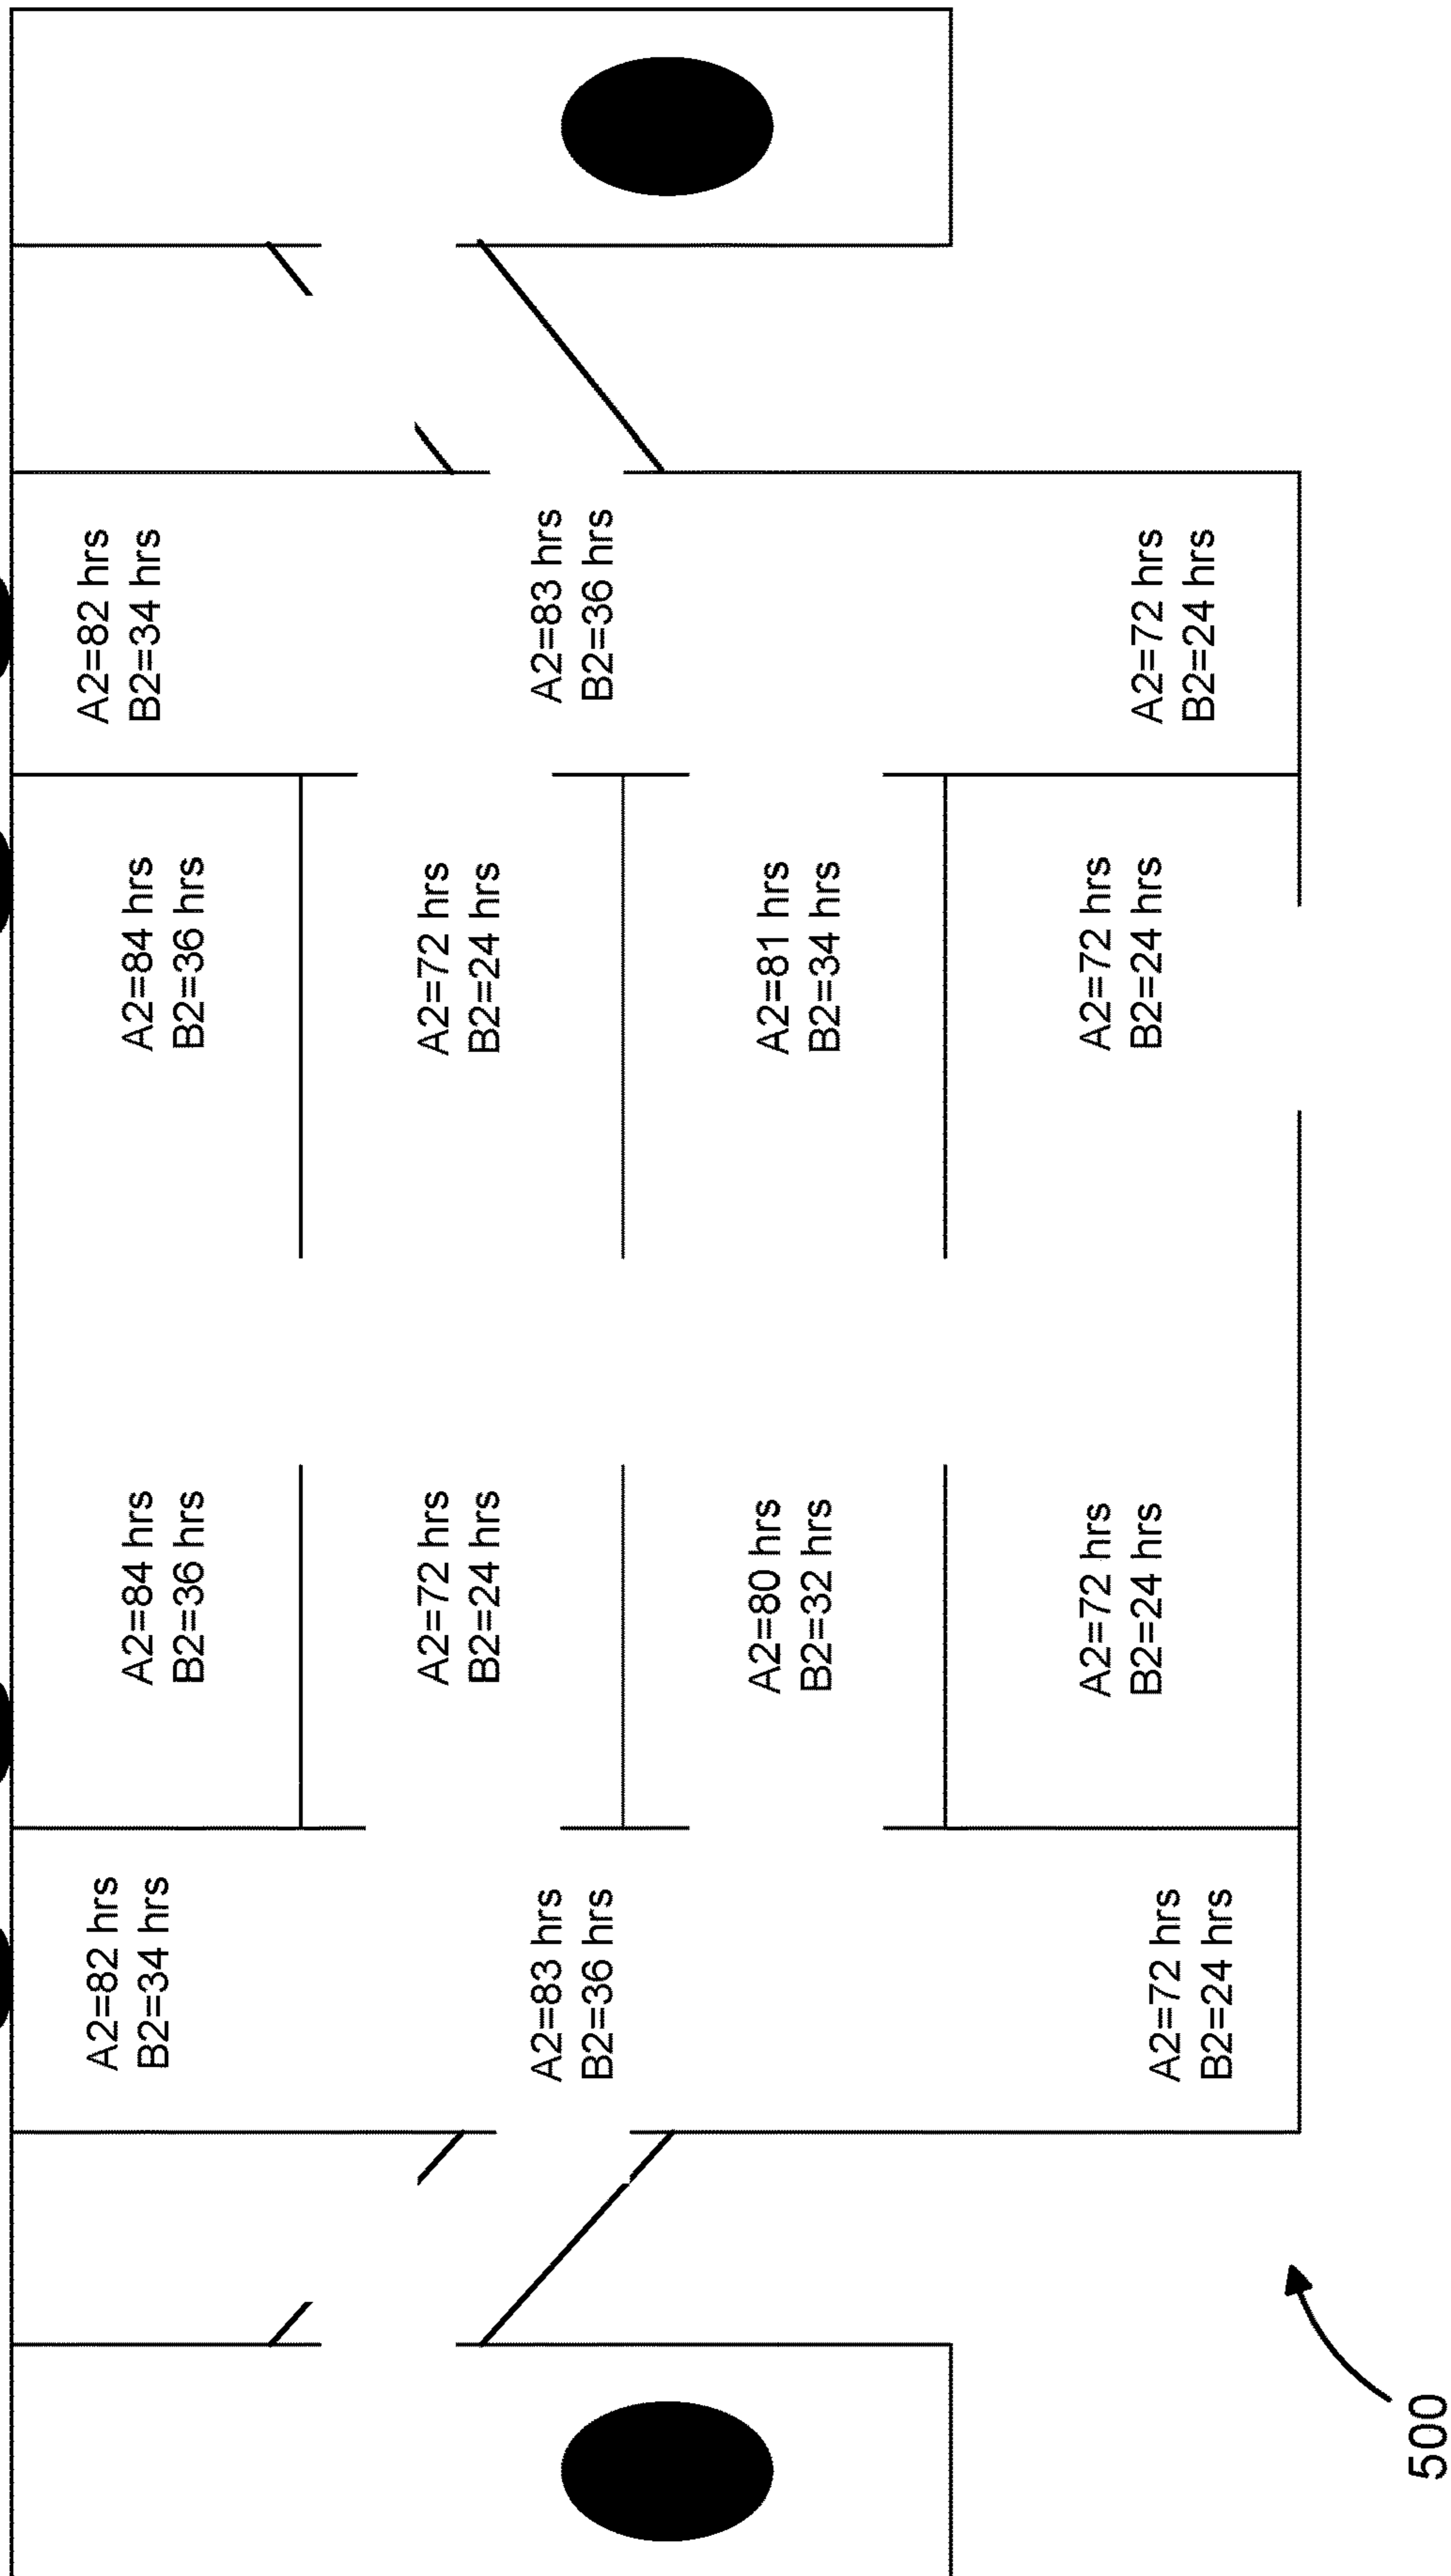 A2=82 hrs
B2=34 hrs
A2=84 hrs
B2=36 hrs
A2=84 hrs
B2=36 hrs
A2=82 hrs
B2=34 hrs
A2=72 hrs
B2=24 hrs
A2=72 hrs
B2=24 hrs
A2=83 hrs
B2=36 hrs
A2=83 hrs
B2=36 hrs
A2=80 hrs
B2=32 hrs
A2=81 hrs
B2=34 hrs
A2=72 hrs
B2=24 hrs
A2=72 hrs
B2=24 hrs
A2=72 hrs
B2=24 hrs
A2=72 hrs
B2=24 hrs
500